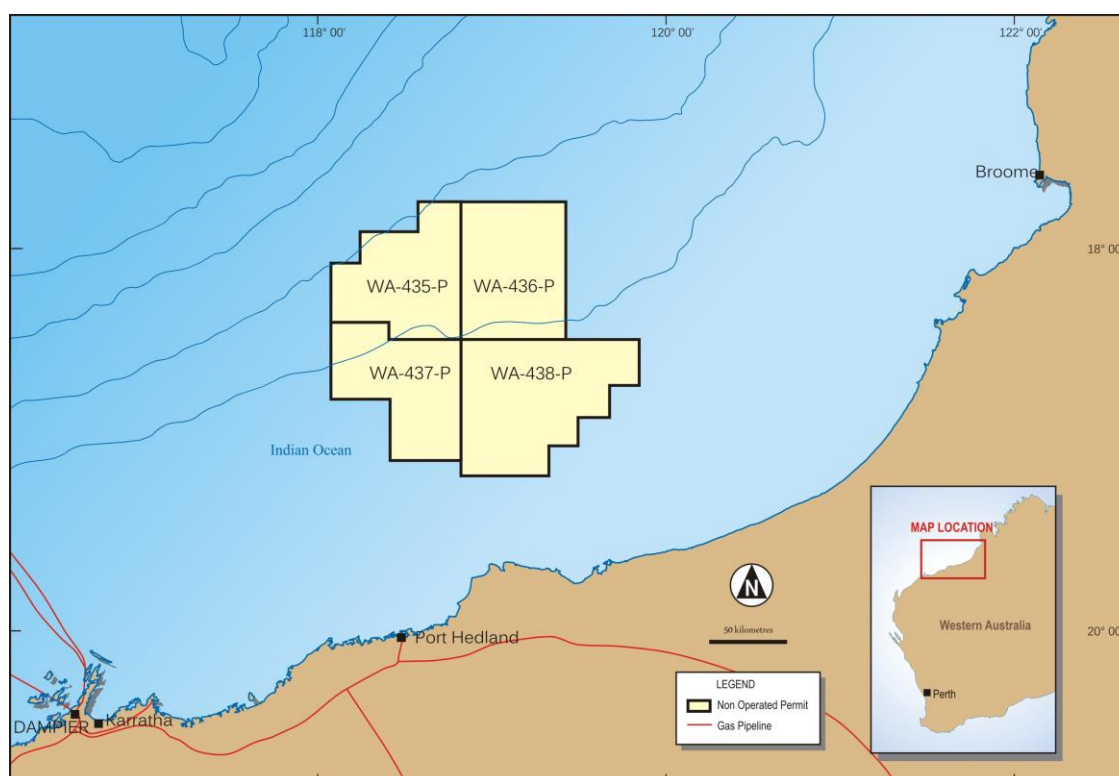 118° 00'
120° 00'
122° 00'
Broome
18° 00'
WA-435-P
WA-436-P
WA-437-P
WA-438-P
Indian Ocean
MAP LOCATION
N
Western Australia
50 kilometres
Port Hedland
20° 00'
LEGEND
Non Operated Permit
Gas Pipeline
Perth
DAMPIER
Karratha